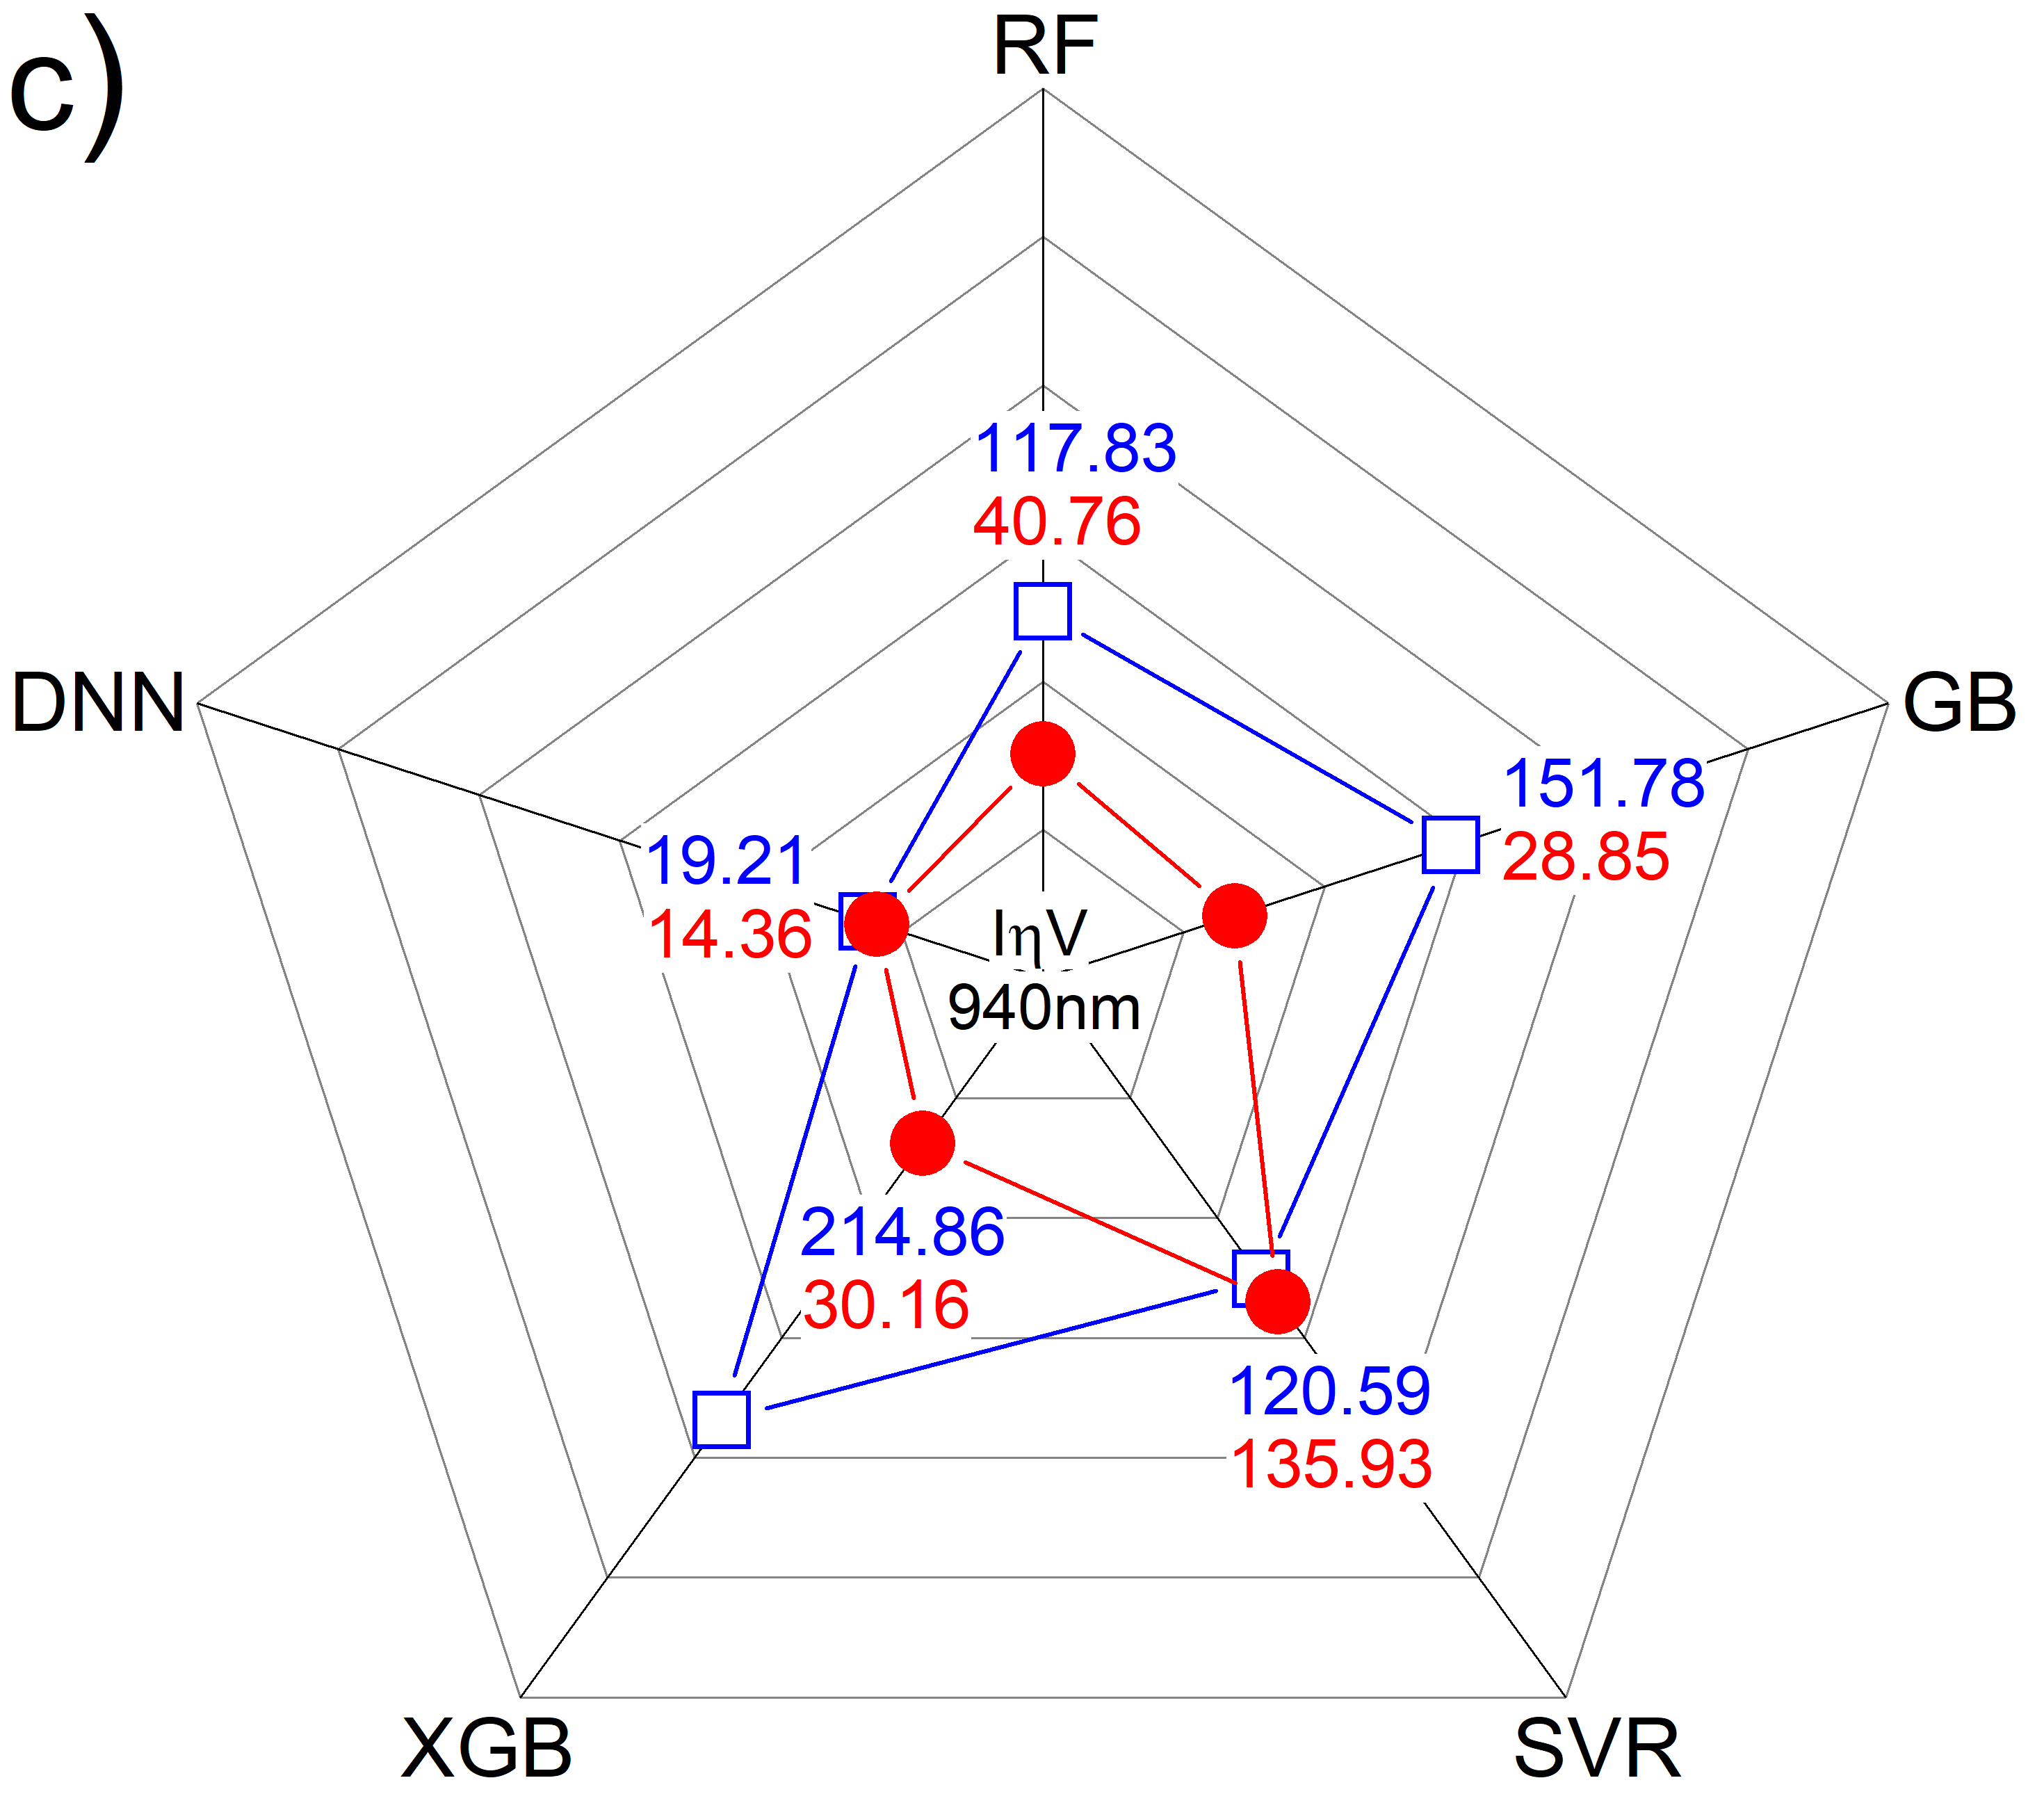 c)
RF
117.83
40.76
DNN
GB
151.78
28.85
19.21
14.36
IηV
940nm
214.86
30.16
120.59
135.93
XGB
SVR